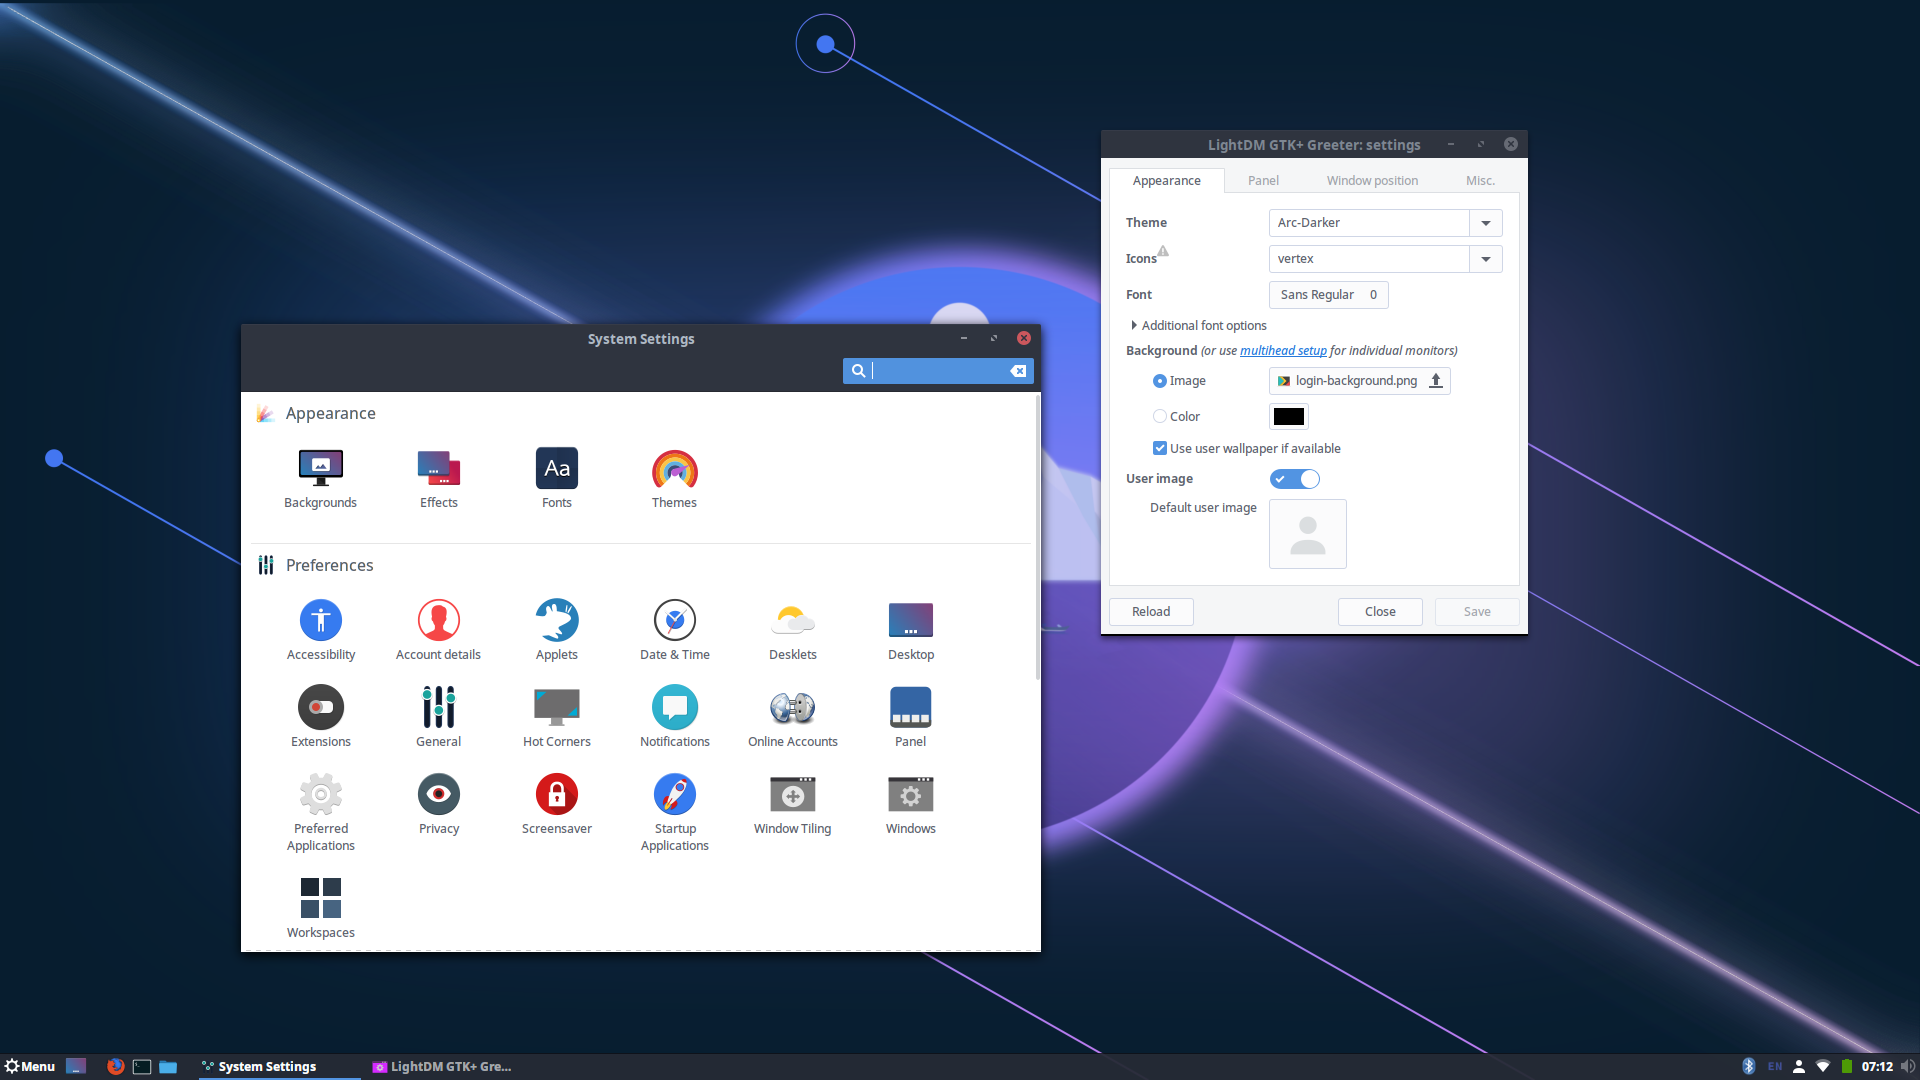 LightDM GTK+ Greeter: settings
Appearance
Panel
Window position
Misc.
Theme
Arc-Darker
Icons
vertex
Font
Sans Regular 0
Additional font options
Background (or use multihead setup for individual monitors)
Image
login-background.png
Color
Use user wallpaper if available
User image
Default user image
Reload
Close
Save
System Settings
Appearance
Backgrounds
Effects
Aa
Fonts
Themes
Preferences
Accessibility
Account details
Applets
Date & Time
Desklets
Desktop
Extensions
General
Hot Corners
Notifications
Online Accounts
Panel
Preferred
Applications
Privacy
Screensaver
Startup
Applications
Window Tiling
Windows
Workspaces
Menu
System Settings
LightDM GTK+ Gre...
EN
07:12